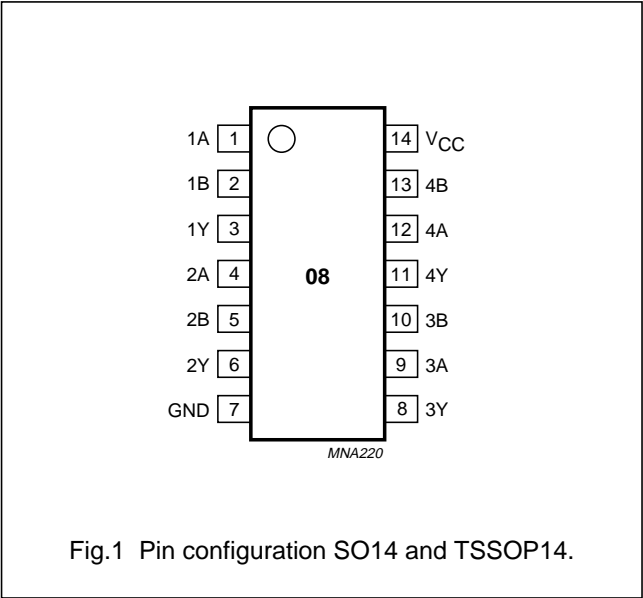 1A 1 14 VCC
1B 2 13 4B
1Y 3 12 4A
2A 4 08 11 4Y
2B 5 10 3B
2Y 6 9 3A
GND 7 8 3Y
MNA220
Fig.1 Pin configuration SO14 and TSSOP14.